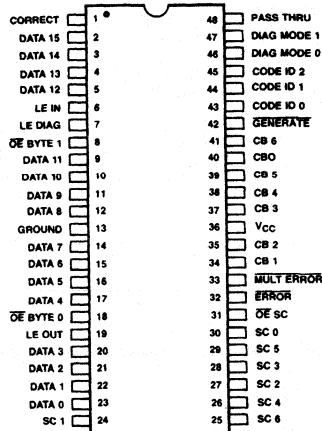 CORRECT 1 48 PASS THRU
DATA 15 2 47 DIAG MODE 1
DATA 14 3 46 DIAG MODE 0
DATA 13 4 45 CODE ID 2
DATA 12 5 44 CODE ID 1
LE IN 6 43 CODE ID 0
LE DIAG 7 42 GENERATE
OE BYTE 1 8 41 CB 6
DATA 11 9 40 CBO
DATA 10 10 39 CB 5
DATA 9 11 38 CB 4
DATA 8 12 37 CB 3
GROUND 13 36 VCC
DATA 7 14 35 CB 2
DATA 6 15 34 CB 1
DATA 5 16 33 MULT ERROR
DATA 4 17 32 ERROR
OE BYTE 0 18 31 OE SC
LE OUT 19 30 SC 0
DATA 3 20 29 SC 5
DATA 2 21 28 SC 3
DATA 1 22 27 SC 2
DATA 0 23 26 SC 4
SC 1 24 25 SC 6